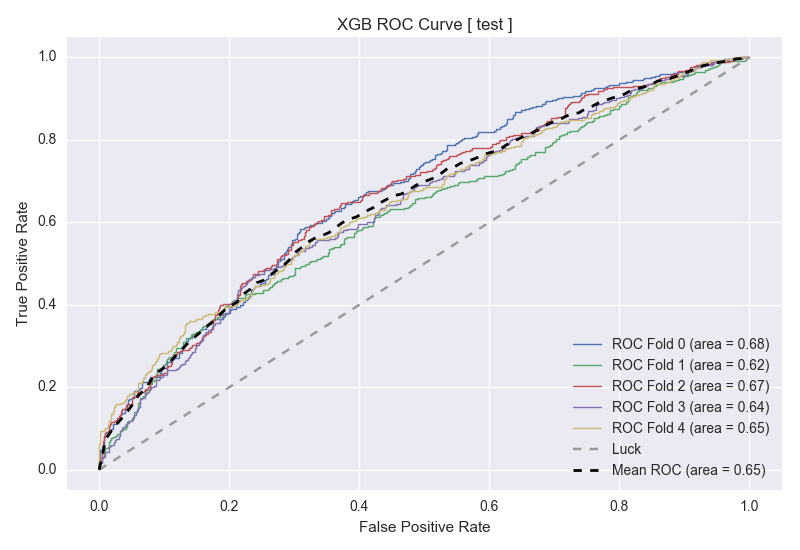 XGB ROC Curve [ test ]
1.0
0.8
0.6
0.4
0.2
0.0
True Positive Rate
ROC Fold 0 (area = 0.68)
ROC Fold 1 (area = 0.62)
ROC Fold 2 (area = 0.67)
ROC Fold 3 (area = 0.64)
ROC Fold 4 (area = 0.65)
Luck
Mean ROC (area = 0.65)
0.0 0.2 0.4 0.6 0.8 1.0
False Positive Rate